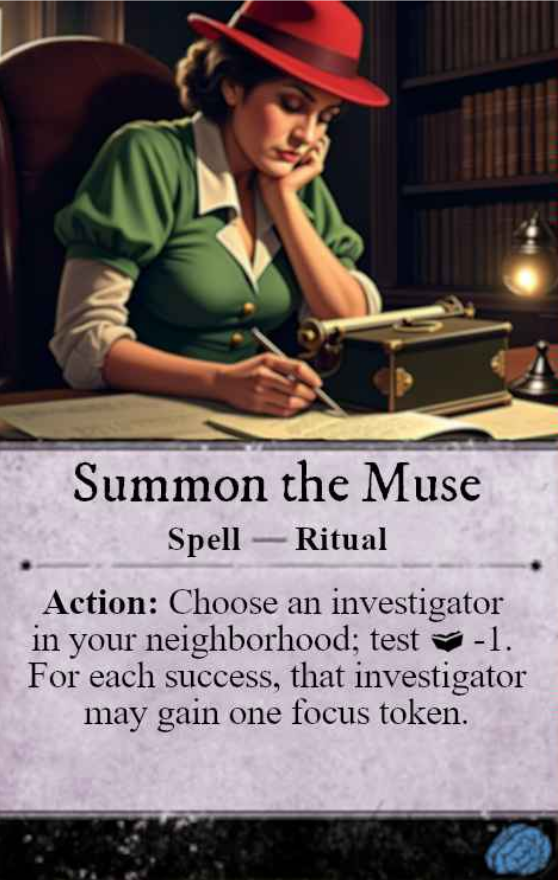 Summon the Muse
Spell — Ritual
Action: Choose an investigator
in your neighborhood; test -1.
For each success, that investigator
may gain one focus token.